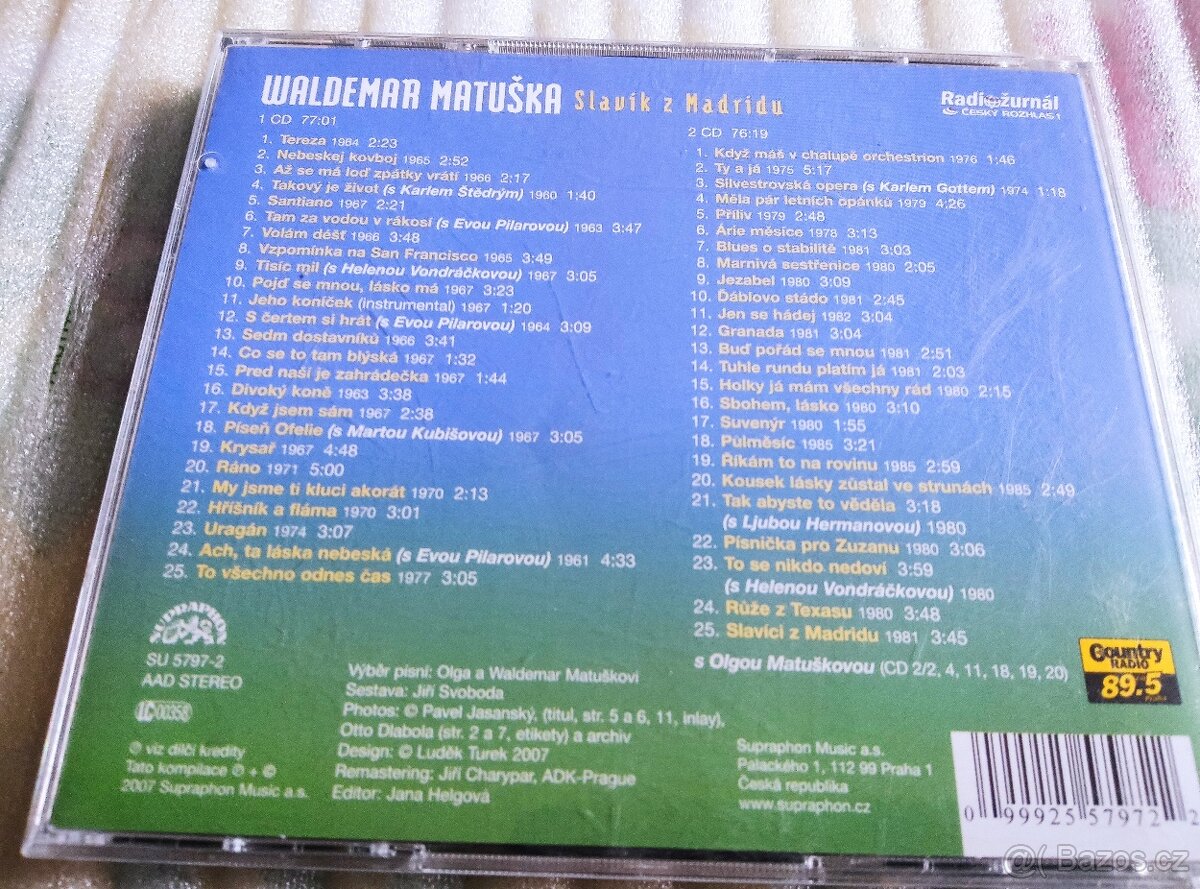 WALDEMAR MATUŠKA Slavík z Madridu
Radiožurnál
ČESKÝ ROZHLAS 1
1 CD 77:01
1. Tereza 1964 2:23
2. Nebeskej kovboj 1965 2:52
3. Až se má loď zpátky vrátí 1966 2:17
4. Takový je život (s Karlem Štědrým) 1960 1:40
5. Santiano 1967 2:21
6. Tam za vodou v rákosí (s Evou Pilarovou) 1963 3:47
7. Volám déšť 1966 3:48
8. Vzpomínka na San Francisco 1965 3:49
9. Tisíc mil (s Helenou Vondráčkovou) 1967 3:05
10. Pojď se mnou, lásko má 1967 3:23
11. Jeho koníček (instrumental) 1967 1:20
12. S čertem si hrát (s Evou Pilarovou) 1964 3:09
13. Sedm dostavníků 1966 3:41
14. Co se to tam blýská 1967 1:32
15. Pred naší je zahrádečka 1967 1:44
16. Divoký koně 1963 3:38
17. Když jsem sám 1967 2:38
18. Píseň Ofelie (s Martou Kubišovou) 1967 3:05
19. Krysař 1967 4:48
20. Ráno 1971 5:00
21. My jsme ti kluci akorát 1970 2:13
22. Hříšník a fláma 1970 3:01
23. Uragán 1974 3:07
24. Ach, ta láska nebeská (s Evou Pilarovou) 1961 4:33
25. To všechno odnes čas 1977 3:05
2 CD 76:19
1. Když máš v chalupě orchestrion 1976 1:46
2. Ty a já 1975 5:17
3. Silvestrovská opera (s Karlem Gottem) 1974 1:18
4. Měla pár letních opánků 1979 4:26
5. Příliv 1979 2:48
6. Árie měsíce 1978 3:13
7. Blues o stabilitě 1981 3:03
8. Marnivá sestřenice 1980 2:05
9. Jezabel 1980 3:09
10. Ďáblovo stádo 1981 2:45
11. Jen se hádej 1982 3:04
12. Granada 1981 3:04
13. Buď pořád se mnou 1981 2:51
14. Tuhle rundu platím já 1981 2:03
15. Holky já mám všechny rád 1980 2:15
16. Sbohem, lásko 1980 3:10
17. Suvenýr 1980 1:55
18. Půlměsíc 1985 3:21
19. Říkám to na rovinu 1985 2:59
20. Kousek lásky zůstal ve strunách 1985 2:49
21. Tak abyste to věděla 3:18
(s Ljubou Hermanovou) 1980
22. Písnička pro Zuzanu 1980 3:06
23. To se nikdo nedoví 3:59
(s Helenou Vondráčkovou) 1980
24. Růže z Texasu 1980 3:48
25. Slavíci z Madridu 1981 3:45
s Olgou Matuškovou (CD 2/2, 4, 11, 18, 19, 20)
Country
RADIO
89.5
SUPRAPHON
SU 5797-2
AAD STEREO
LC 00358
℗ viz dílčí kredity
Tato kompilace ℗ + ©
2007 Supraphon Music a.s.
Výběr písní: Olga a Waldemar Matuškovi
Sestava: Jiří Svoboda
Photos: © Pavel Jasanský, (titul, str. 5 a 6, 11, inlay),
Otto Dlabola (str. 2 a 7, etikety) a archiv
Design: © Luděk Turek 2007
Remastering: Jiří Charypar, ADK-Prague
Editor: Jana Helgová
Supraphon Music a.s.
Palackého 1, 112 99 Praha 1
Česká republika
www.supraphon.cz
0 99925 57972 2
@( Bazos.cz